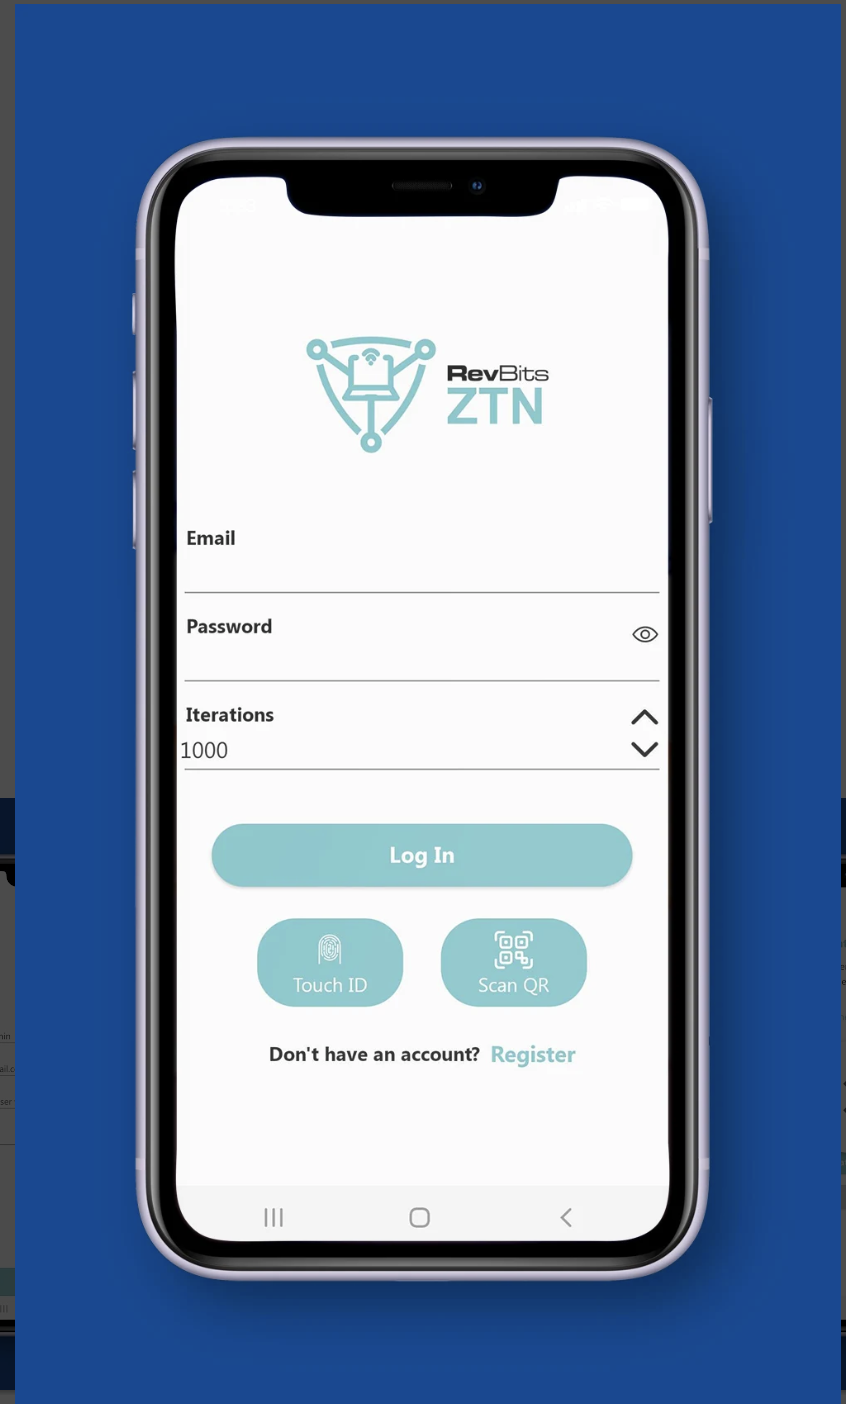 RevBits
ZTN
Email
Password
Iterations
1000
Log In
Touch ID
Scan QR
Don't have an account? Register